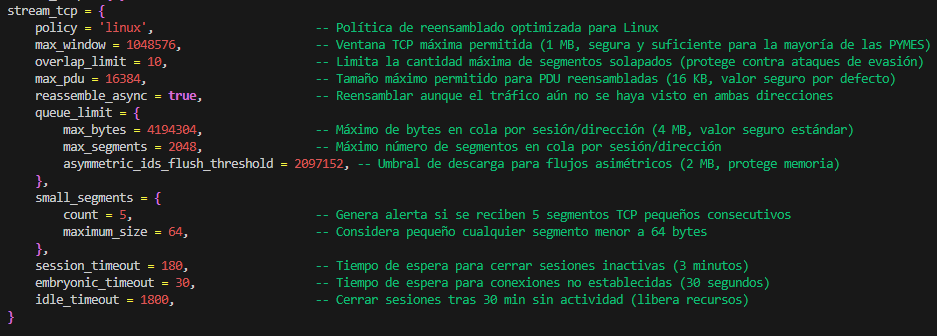 stream_tcp = {
    policy = 'linux',                       -- Política de reensamblado optimizada para Linux
    max_window = 1048576,                   -- Ventana TCP máxima permitida (1 MB, segura y suficiente para la mayoría de las PYMES)
    overlap_limit = 10,                     -- Limita la cantidad máxima de segmentos solapados (protege contra ataques de evasión)
    max_pdu = 16384,                        -- Tamaño máximo permitido para PDU reensambladas (16 KB, valor seguro por defecto)
    reassemble_async = true,                -- Reensamblar aunque el tráfico aún no se haya visto en ambas direcciones
    queue_limit = {
        max_bytes = 4194304,                -- Máximo de bytes en cola por sesión/dirección (4 MB, valor seguro estándar)
        max_segments = 2048,                -- Máximo número de segmentos en cola por sesión/dirección
        asymmetric_ids_flush_threshold = 2097152, -- Umbral de descarga para flujos asimétricos (2 MB, protege memoria)
    },
    small_segments = {
        count = 5,                          -- Genera alerta si se reciben 5 segmentos TCP pequeños consecutivos
        maximum_size = 64,                  -- Considera pequeño cualquier segmento menor a 64 bytes
    },
    session_timeout = 180,                  -- Tiempo de espera para cerrar sesiones inactivas (3 minutos)
    embryonic_timeout = 30,                 -- Tiempo de espera para conexiones no establecidas (30 segundos)
    idle_timeout = 1800,                    -- Cerrar sesiones tras 30 min sin actividad (libera recursos)
}